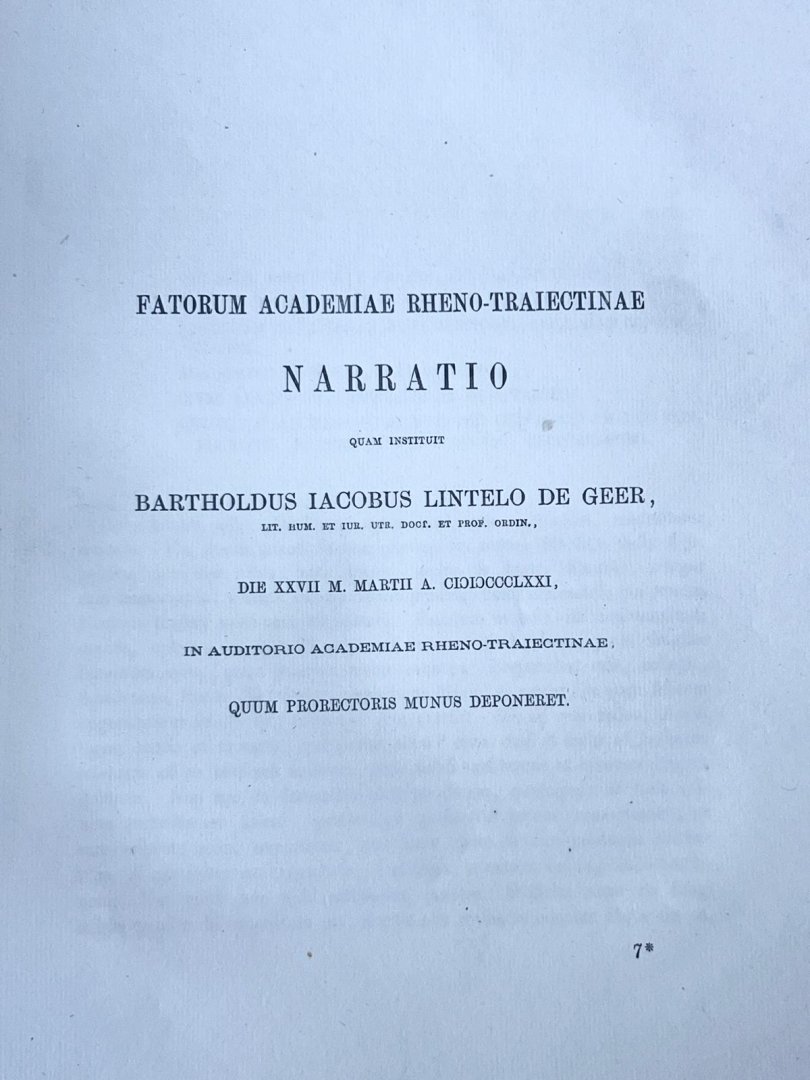 FATORUM ACADEMIAE RHENO-TRAIECTINAE
NARRATIO
QUAM INSTITUIT
BARTHOLDUS IACOBUS LINTELO DE GEER,
LIT. HUM. ET IUR. UTR. DOCT. ET PROF. ORDIN.,
DIE XXVII M. MARTII A. CIOIOCCCLXXI,
IN AUDITORIO ACADEMIAE RHENO-TRAIECTINAE,
QUUM PRORECTORIS MUNUS DEPONERET.
7*